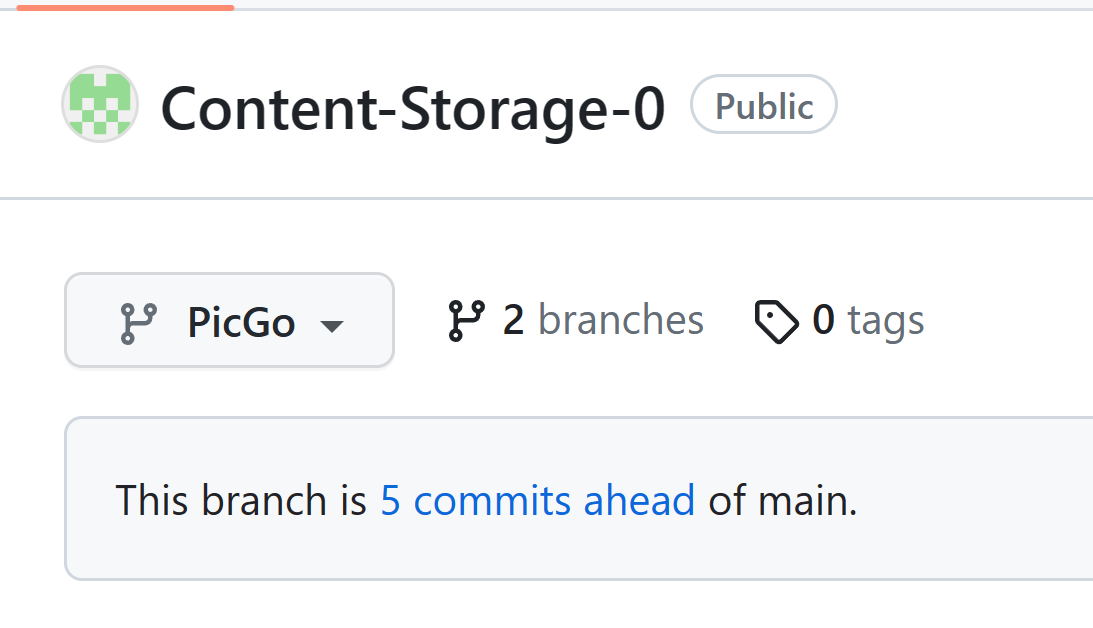 Content-Storage-0 Public
PicGo 2 branches 0 tags
This branch is 5 commits ahead of main.